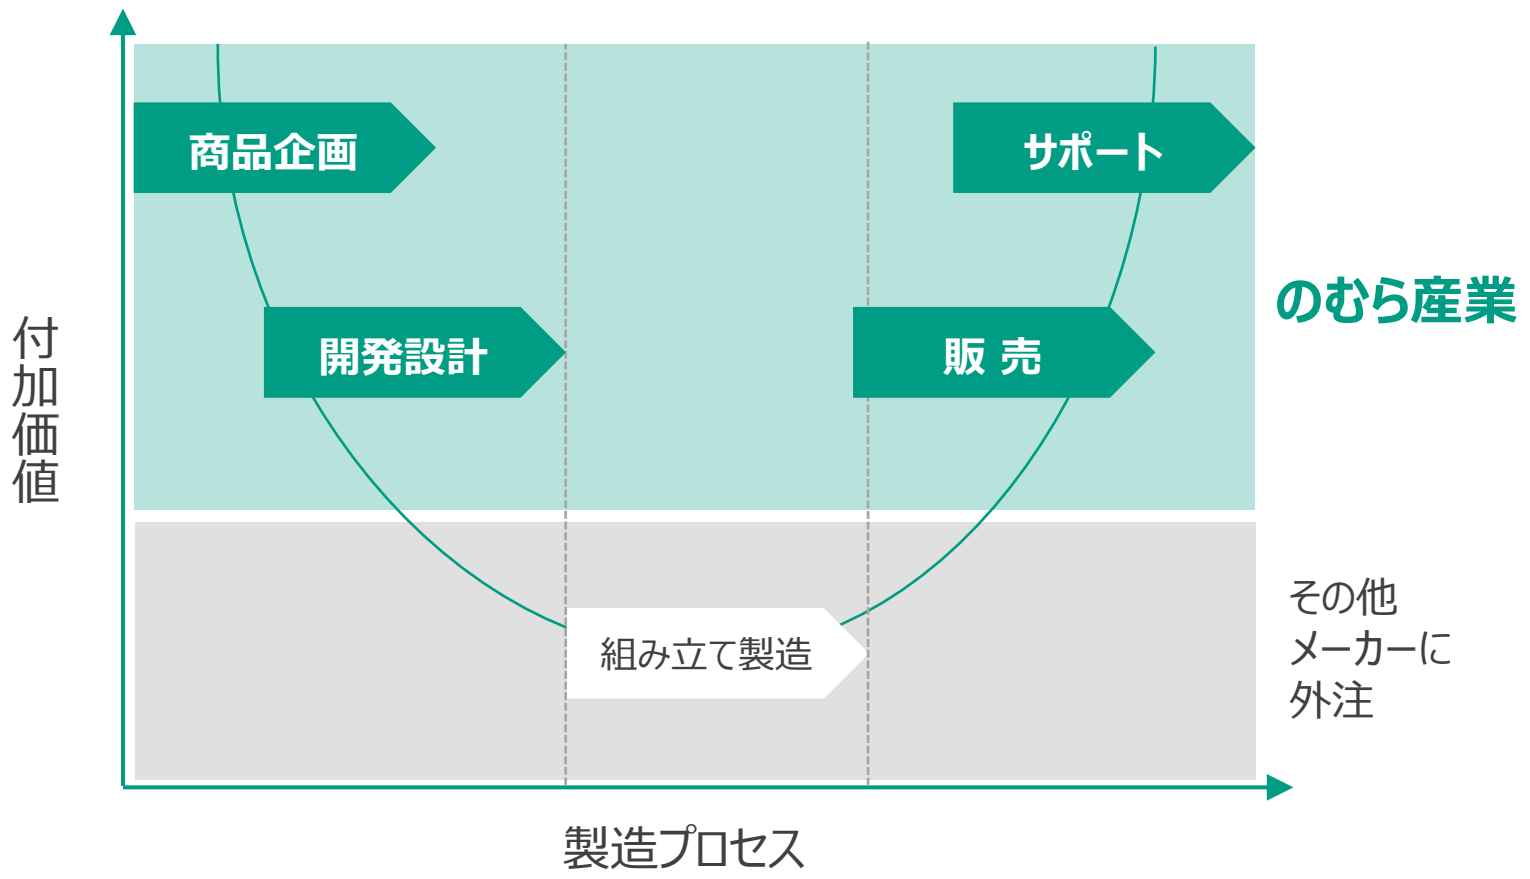 商品企画
サポート
開発設計
販 売
のむら産業
付加価値
組み立て製造
その他
メーカーに
外注
製造プロセス